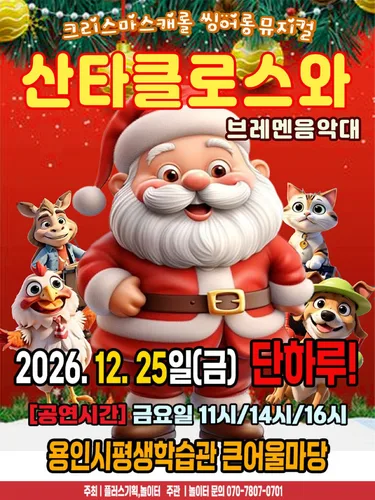 크리스마스캐롤 씽어롱 뮤지컬
산타클로스와
브레멘음악대
2026. 12. 25일(금) 단하루!
[공연시간] 금요일 11시/14시/16시
용인시평생학습관 큰어울마당
주최 | 플러스기획,놀이터 주관 | 놀이터 문의 070-7807-0701